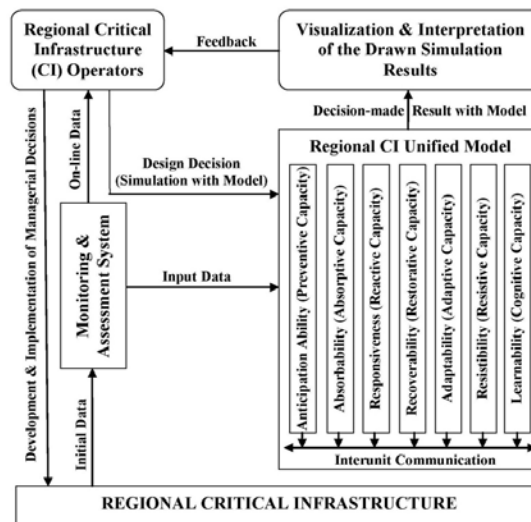 Regional Critical
Infrastructure
(CI) Operators
Feedback
Visualization & Interpretation
of the Drawn Simulation
Results
Decision-made
Result with Model
Development & Implementation of Managerial Decisions
On-line Data
Design Decision
(Simulation with Model)
Monitoring &
Assessment System
Input Data
Initial Data
Regional CI Unified Model
Anticipation Ability (Preventive Capacity)
Absorbability (Absorptive Capacity)
Responsiveness (Reactive Capacity)
Recoverability (Restorative Capacity)
Adaptability (Adaptive Capacity)
Resistibility (Resistive Capacity)
Learnability (Cognitive Capacity)
Interunit Communication
REGIONAL CRITICAL INFRASTRUCTURE